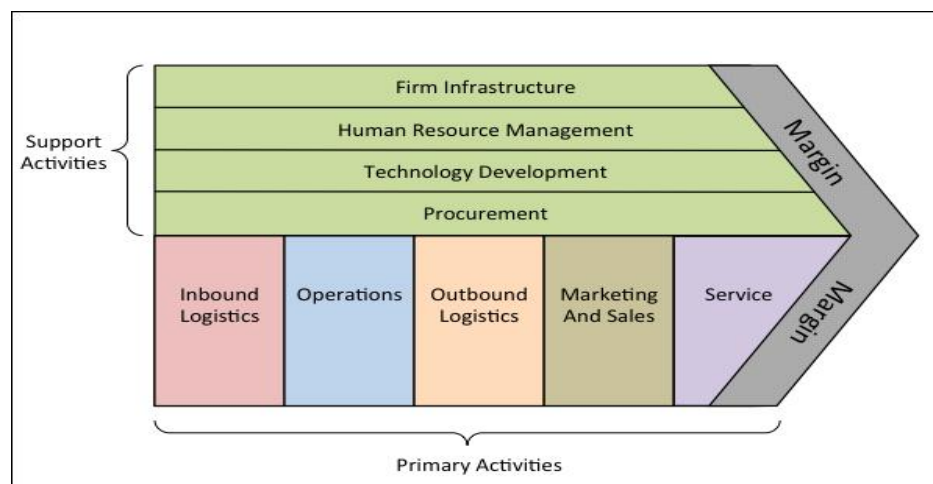 Firm Infrastructure
Human Resource Management
Technology Development
Procurement
Support
Activities
Margin
Inbound
Logistics
Operations
Outbound
Logistics
Marketing
And Sales
Service
Margin
Primary Activities